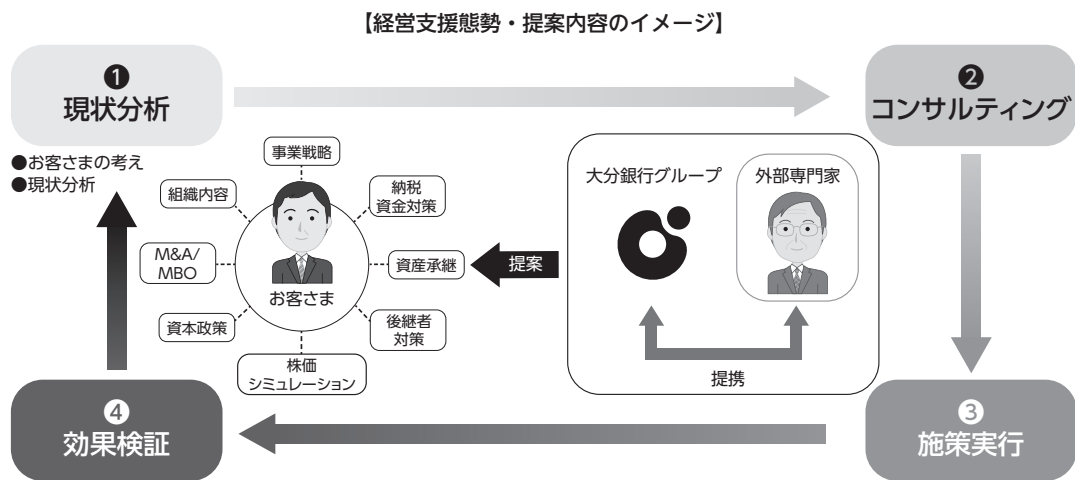 【経営支援態勢・提案内容のイメージ】
❶
現状分析
❷
コンサルティング
●お客さまの考え
●現状分析
事業戦略
組織内容
納税
資金対策
M&A/
MBO
資産承継
お客さま
資本政策
後継者
対策
株価
シミュレーション
提案
大分銀行グループ
外部専門家
提携
❹
効果検証
❸
施策実行